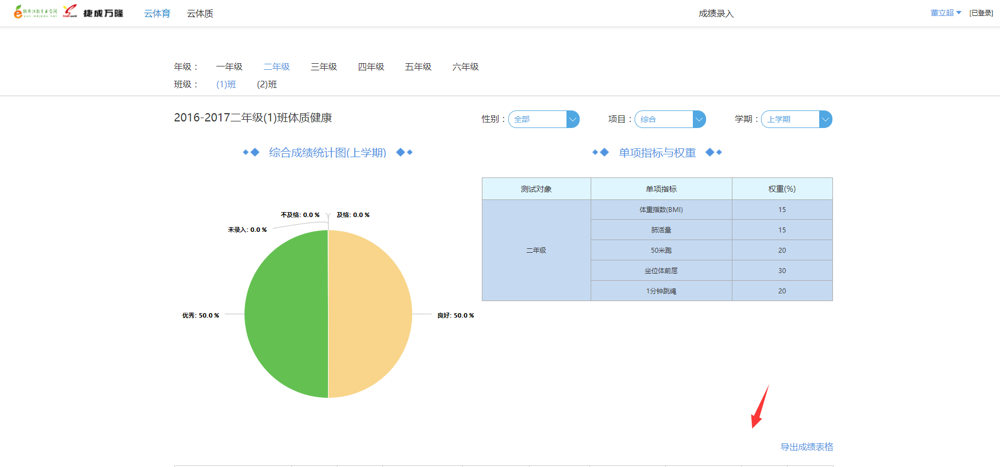 捷成万隆 云体育 云体质 成绩录入 董立超 [已登录]
年级： 一年级 二年级 三年级 四年级 五年级 六年级
班级： (1)班 (2)班
2016-2017二年级(1)班体质健康 性别： 全部 项目： 综合 学期： 上学期
综合成绩统计图(上学期) 单项指标与权重
测试对象 单项指标 权重(%)
二年级
体重指数(BMI) 15
肺活量 15
50米跑 20
坐位体前屈 30
1分钟跳绳 20
不及格: 0.0 % 及格: 0.0 %
未录入: 0.0 %
优秀: 50.0 % 良好: 50.0 %
导出成绩表格